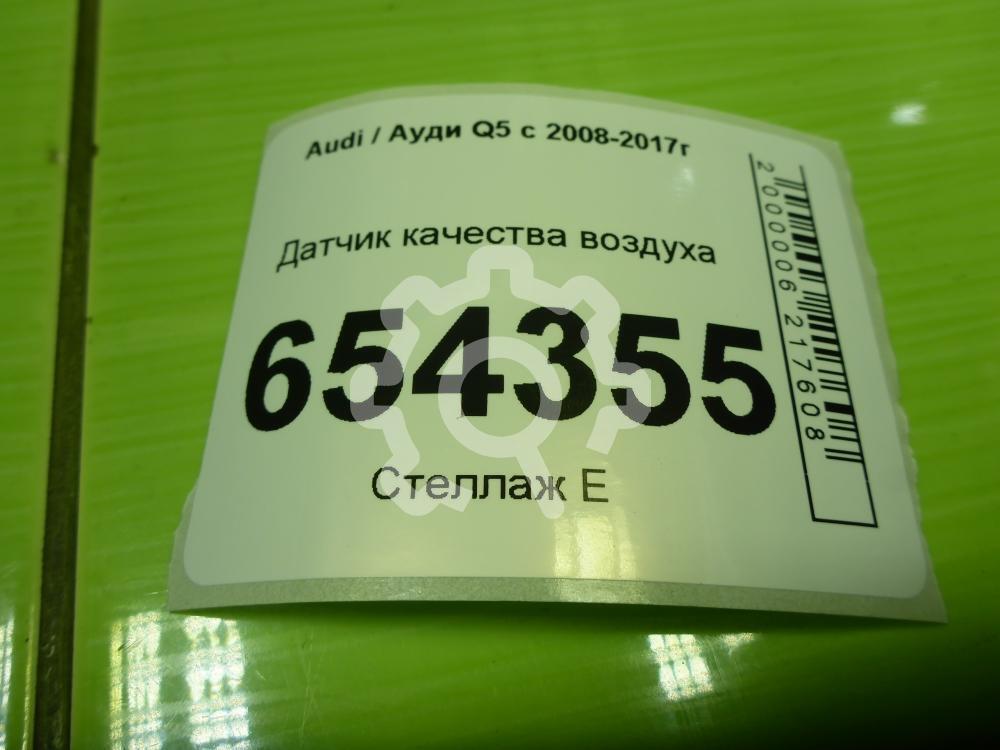 Audi / Ауди Q5 с 2008-2017г
Датчик качества воздуха
654355
Стеллаж Е
2000006217608